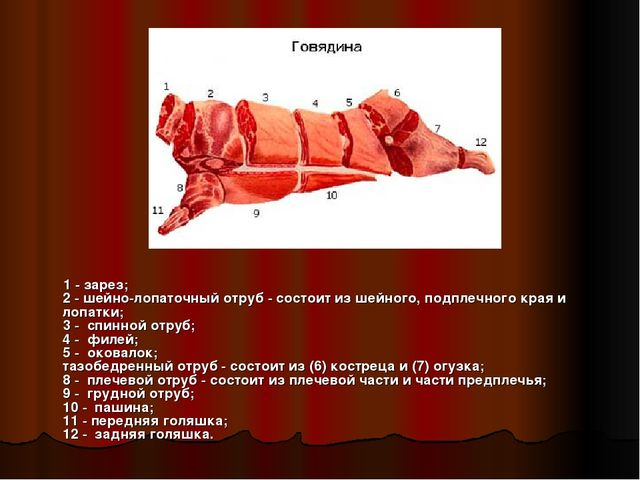 Говядина
1 2 3 4 5 6 7 12
8 9 10 11
1 - зарез;
2 - шейно-лопаточный отруб - состоит из шейного, подплечного края и
лопатки;
3 - спинной отруб;
4 - филей;
5 - оковалок;
тазобедренный отруб - состоит из (6) костреца и (7) огузка;
8 - плечевой отруб - состоит из плечевой части и части предплечья;
9 - грудной отруб;
10 - пашина;
11 - передняя голяшка;
12 - задняя голяшка.